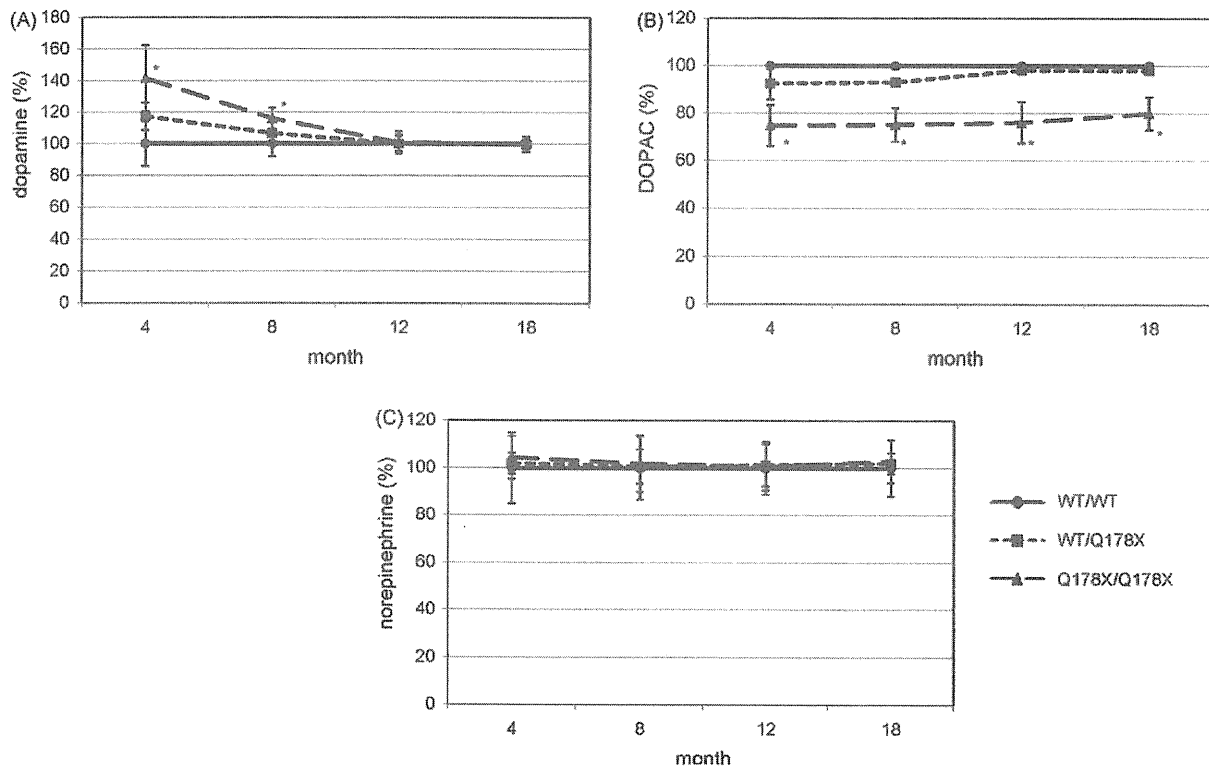 (A)
dopamine (%)
180
160
140
120
100
80
60
40
20
0
*
*
4 8 12 18
month
(B)
DOPAC (%)
120
100
80
60
40
20
0
* * * *
4 8 12 18
month
(C)
norepinephrine (%)
120
100
80
60
40
20
0
4 8 12 18
month
WT/WT
WT/Q178X
Q178X/Q178X